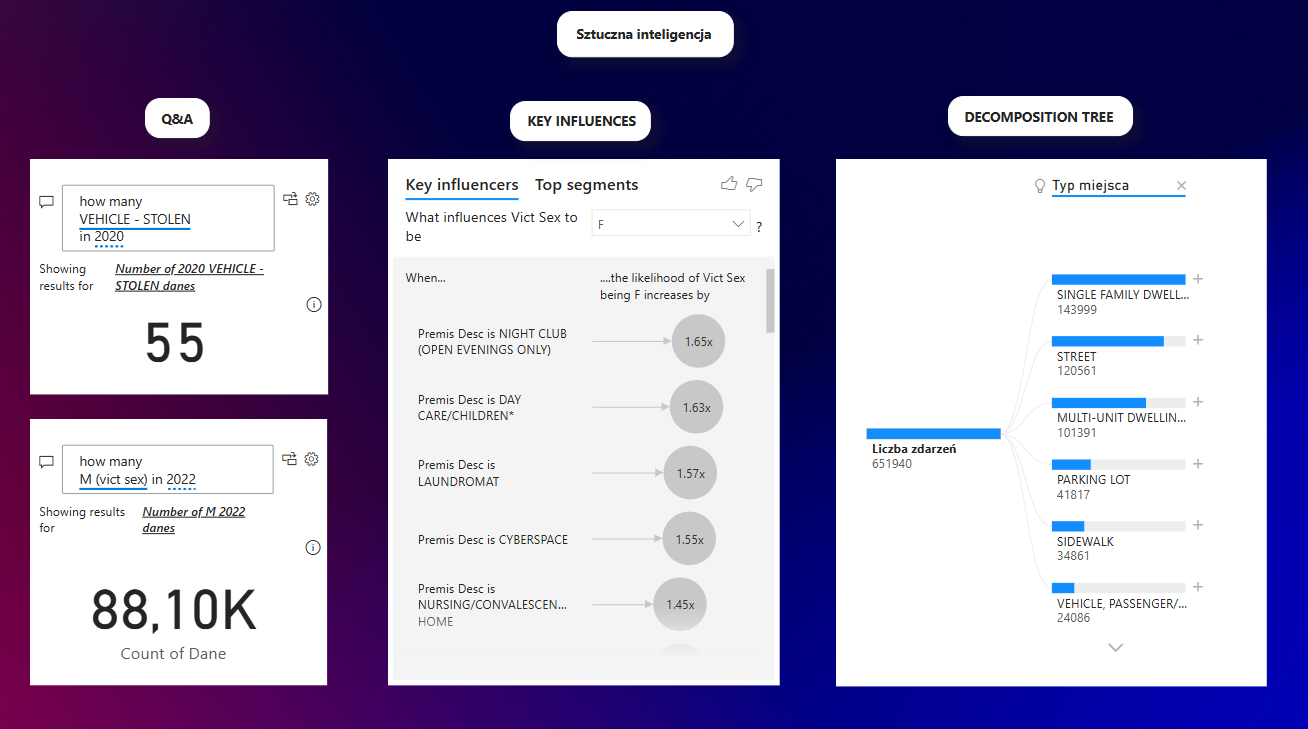 Sztuczna inteligencja
Q&A
how many
VEHICLE - STOLEN
in 2020
Showing results for
Number of 2020 VEHICLE -
STOLEN danes
55
how many
M (vict sex) in 2022
Showing results for
Number of M 2022
danes
88,10K
Count of Dane
KEY INFLUENCES
Key influencers
Top segments
What influences Vict Sex to
be
F
?
When...
....the likelihood of Vict Sex
being F increases by
Premis Desc is NIGHT CLUB
(OPEN EVENINGS ONLY)
1.65x
Premis Desc is DAY
CARE/CHILDREN*
1.63x
Premis Desc is
LAUNDROMAT
1.57x
Premis Desc is CYBERSPACE
1.55x
Premis Desc is
NURSING/CONVALESCEN...
HOME
1.45x
DECOMPOSITION TREE
Typ miejsca
Liczba zdarzeń
651940
SINGLE FAMILY DWELL...
143999
STREET
120561
MULTI-UNIT DWELLIN...
101391
PARKING LOT
41817
SIDEWALK
34861
VEHICLE, PASSENGER/...
24086